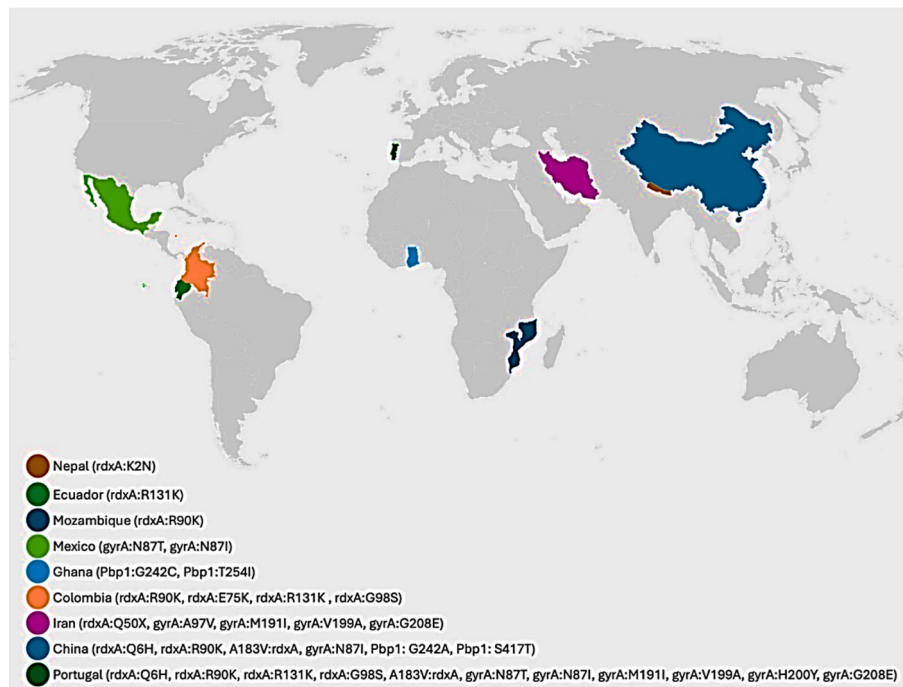 Nepal (rdxA:K2N)
Ecuador (rdxA:R131K)
Mozambique (rdxA:R90K)
Mexico (gyrA:N87T, gyrA:N87I)
Ghana (Pbp1:G242C, Pbp1:T254I)
Colombia (rdxA:R90K, rdxA:E75K, rdxA:R131K , rdxA:G98S)
Iran (rdxA:Q50X, gyrA:A97V, gyrA:M191I, gyrA:V199A, gyrA:G208E)
China (rdxA:Q6H, rdxA:R90K, A183V:rdxA, gyrA:N87I, Pbp1: G242A, Pbp1: S417T)
Portugal (rdxA:Q6H, rdxA:R90K, rdxA:R131K, rdxA:G98S, A183V:rdxA, gyrA:N87T, gyrA:N87I, gyrA:M191I, gyrA:V199A, gyrA:H200Y, gyrA:G208E)